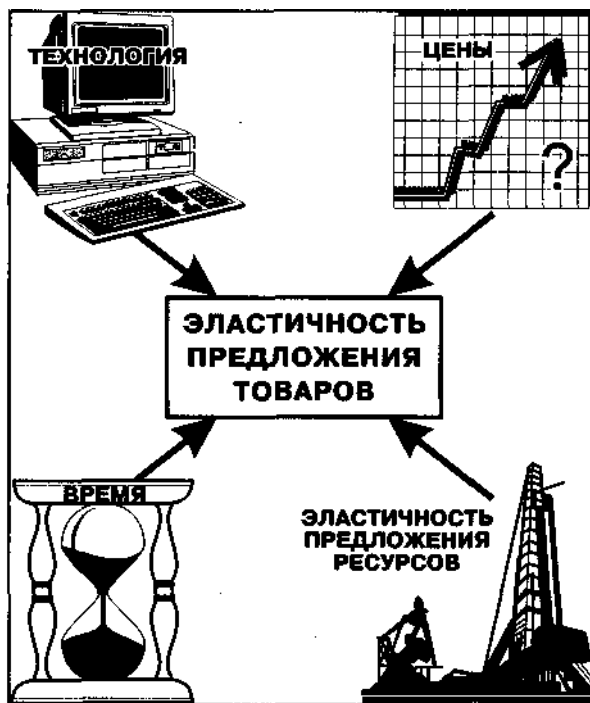 ТЕХНОЛОГИЯ
ЦЕНЫ
?
ЭЛАСТИЧНОСТЬ
ПРЕДЛОЖЕНИЯ
ТОВАРОВ
ВРЕМЯ
ЭЛАСТИЧНОСТЬ
ПРЕДЛОЖЕНИЯ
РЕСУРСОВ